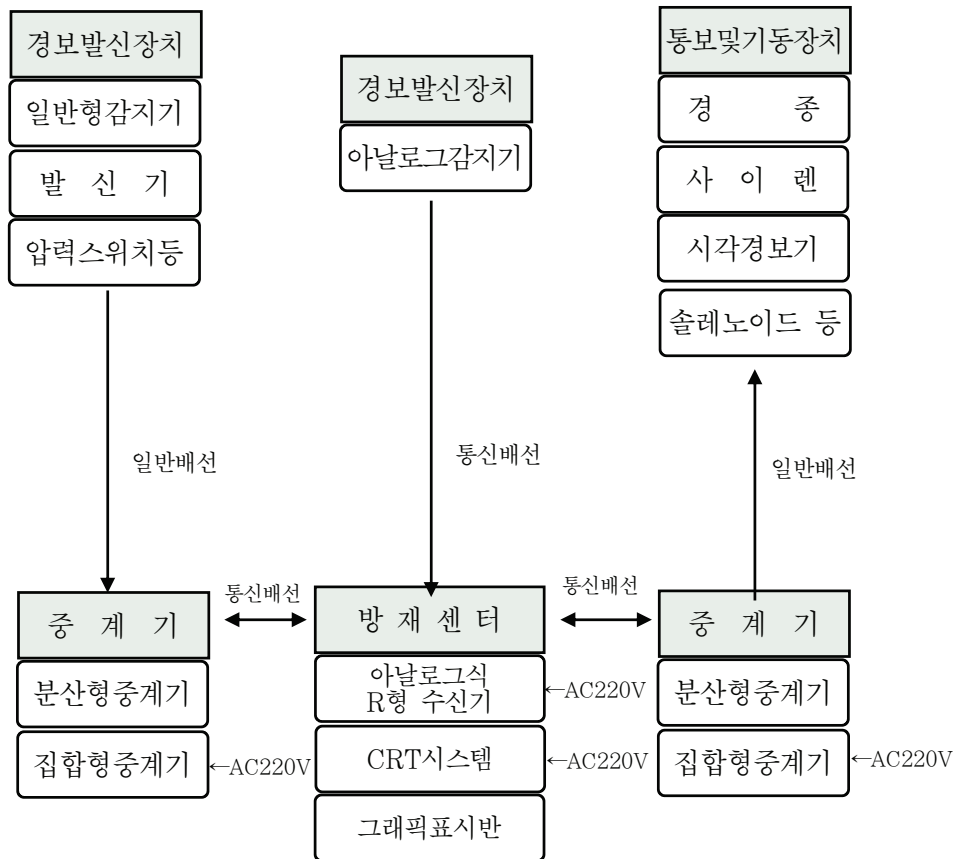 경보발신장치
일반형감지기
발 신 기
압력스위치등
경보발신장치
아날로그감지기
통보및기동장치
경 종
사 이 렌
시각경보기
솔레노이드 등
일반배선
통신배선
일반배선
중 계 기
분산형중계기
집합형중계기
←AC220V
통신배선
방 재 센 터
아날로그식
R형 수신기
←AC220V
CRT시스템
←AC220V
그래픽표시반
통신배선
중 계 기
분산형중계기
집합형중계기
←AC220V